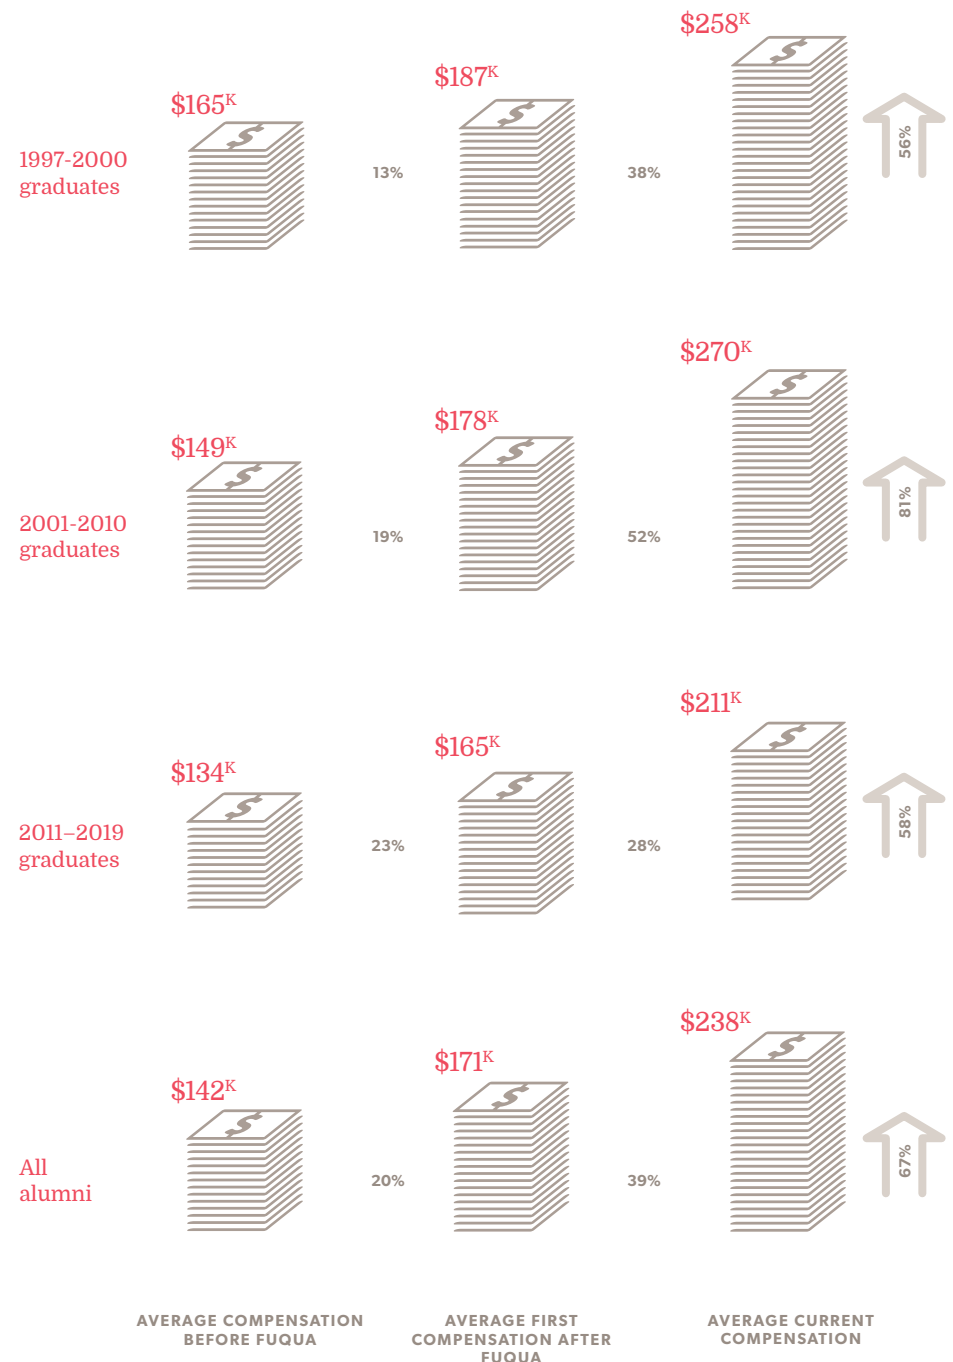 $258K
$187K
$165K
1997-2000
graduates
13%
38%
56%
$270K
$178K
$149K
2001-2010
graduates
19%
52%
81%
$211K
$165K
$134K
2011–2019
graduates
23%
28%
58%
$238K
$171K
$142K
All
alumni
20%
39%
67%
AVERAGE COMPENSATION
BEFORE FUQUA
AVERAGE FIRST
COMPENSATION AFTER
FUQUA
AVERAGE CURRENT
COMPENSATION